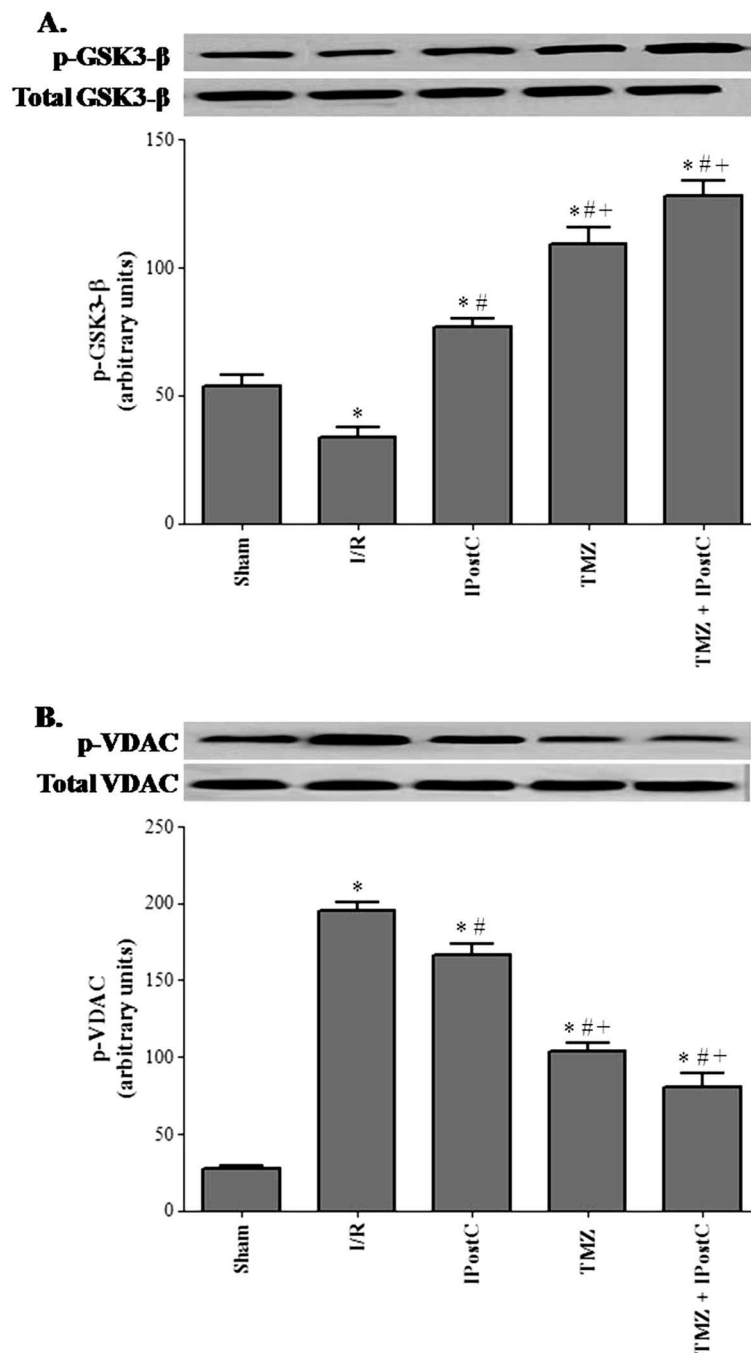 A.
p-GSK3-β
Total GSK3-β
150
100
50
0
p-GSK3-β
(arbitrary units)
*
* #
*#+
*#+
Sham
I/R
IPostC
TMZ
TMZ + IPostC
B.
p-VDAC
Total VDAC
250
200
150
100
50
0
p-VDAC
(arbitrary units)
*
* #
* #+
* #+
Sham
I/R
IPostC
TMZ
TMZ + IPostC